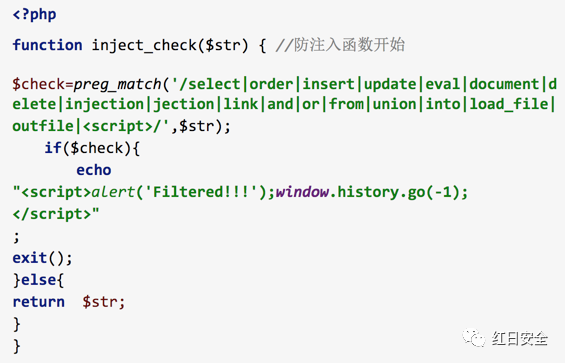 <?php
function inject_check($str) { //防注入函数开始
$check=preg_match('/select|order|insert|update|eval|document|d
elete|injection|jection|link|and|or|from|union|into|load_file|
outfile|<script>/',$str);
if($check){
echo
"<script>alert('Filtered!!!');window.history.go(-1);
</script>"
;
exit();
}else{
return $str;
}
}
红日安全